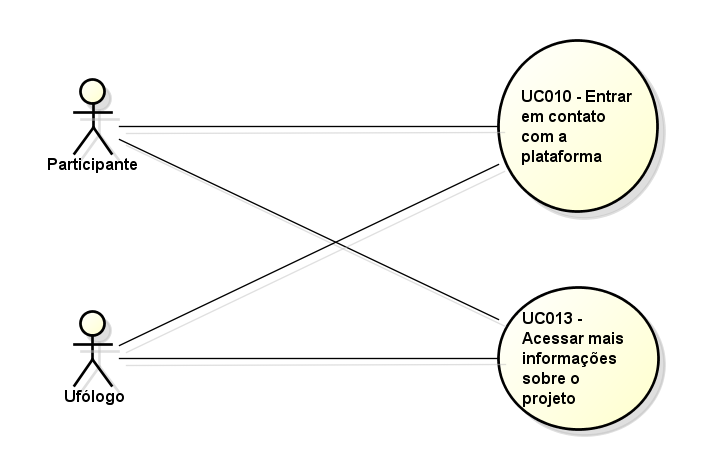 UC010 - Entrar
em contato
com a
plataforma
Participante
UC013 -
Acessar mais
informações
sobre o
projeto
Ufólogo